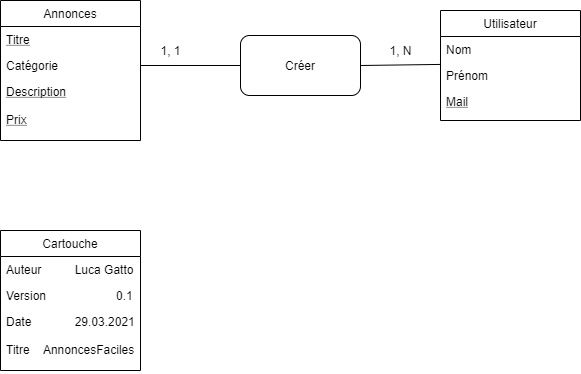 Annonces
Titre
Catégorie
Description
Prix
1, 1
Créer
1, N
Utilisateur
Nom
Prénom
Mail
Cartouche
Auteur Luca Gatto
Version 0.1
Date 29.03.2021
Titre AnnoncesFaciles